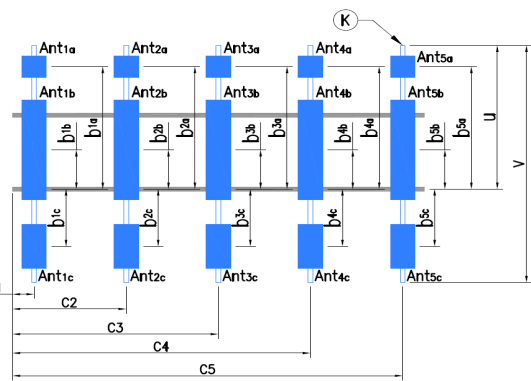 K
Ant1a Ant2a Ant3a Ant4a Ant5a
Ant1b Ant2b Ant3b Ant4b Ant5b
b1b b1a b2b b2a b3b b3a b4b b4a b5b b5a u v
b1c b2c b3c b4c b5c
Ant1c Ant2c Ant3c Ant4c Ant5c
c2
c3
c4
c5